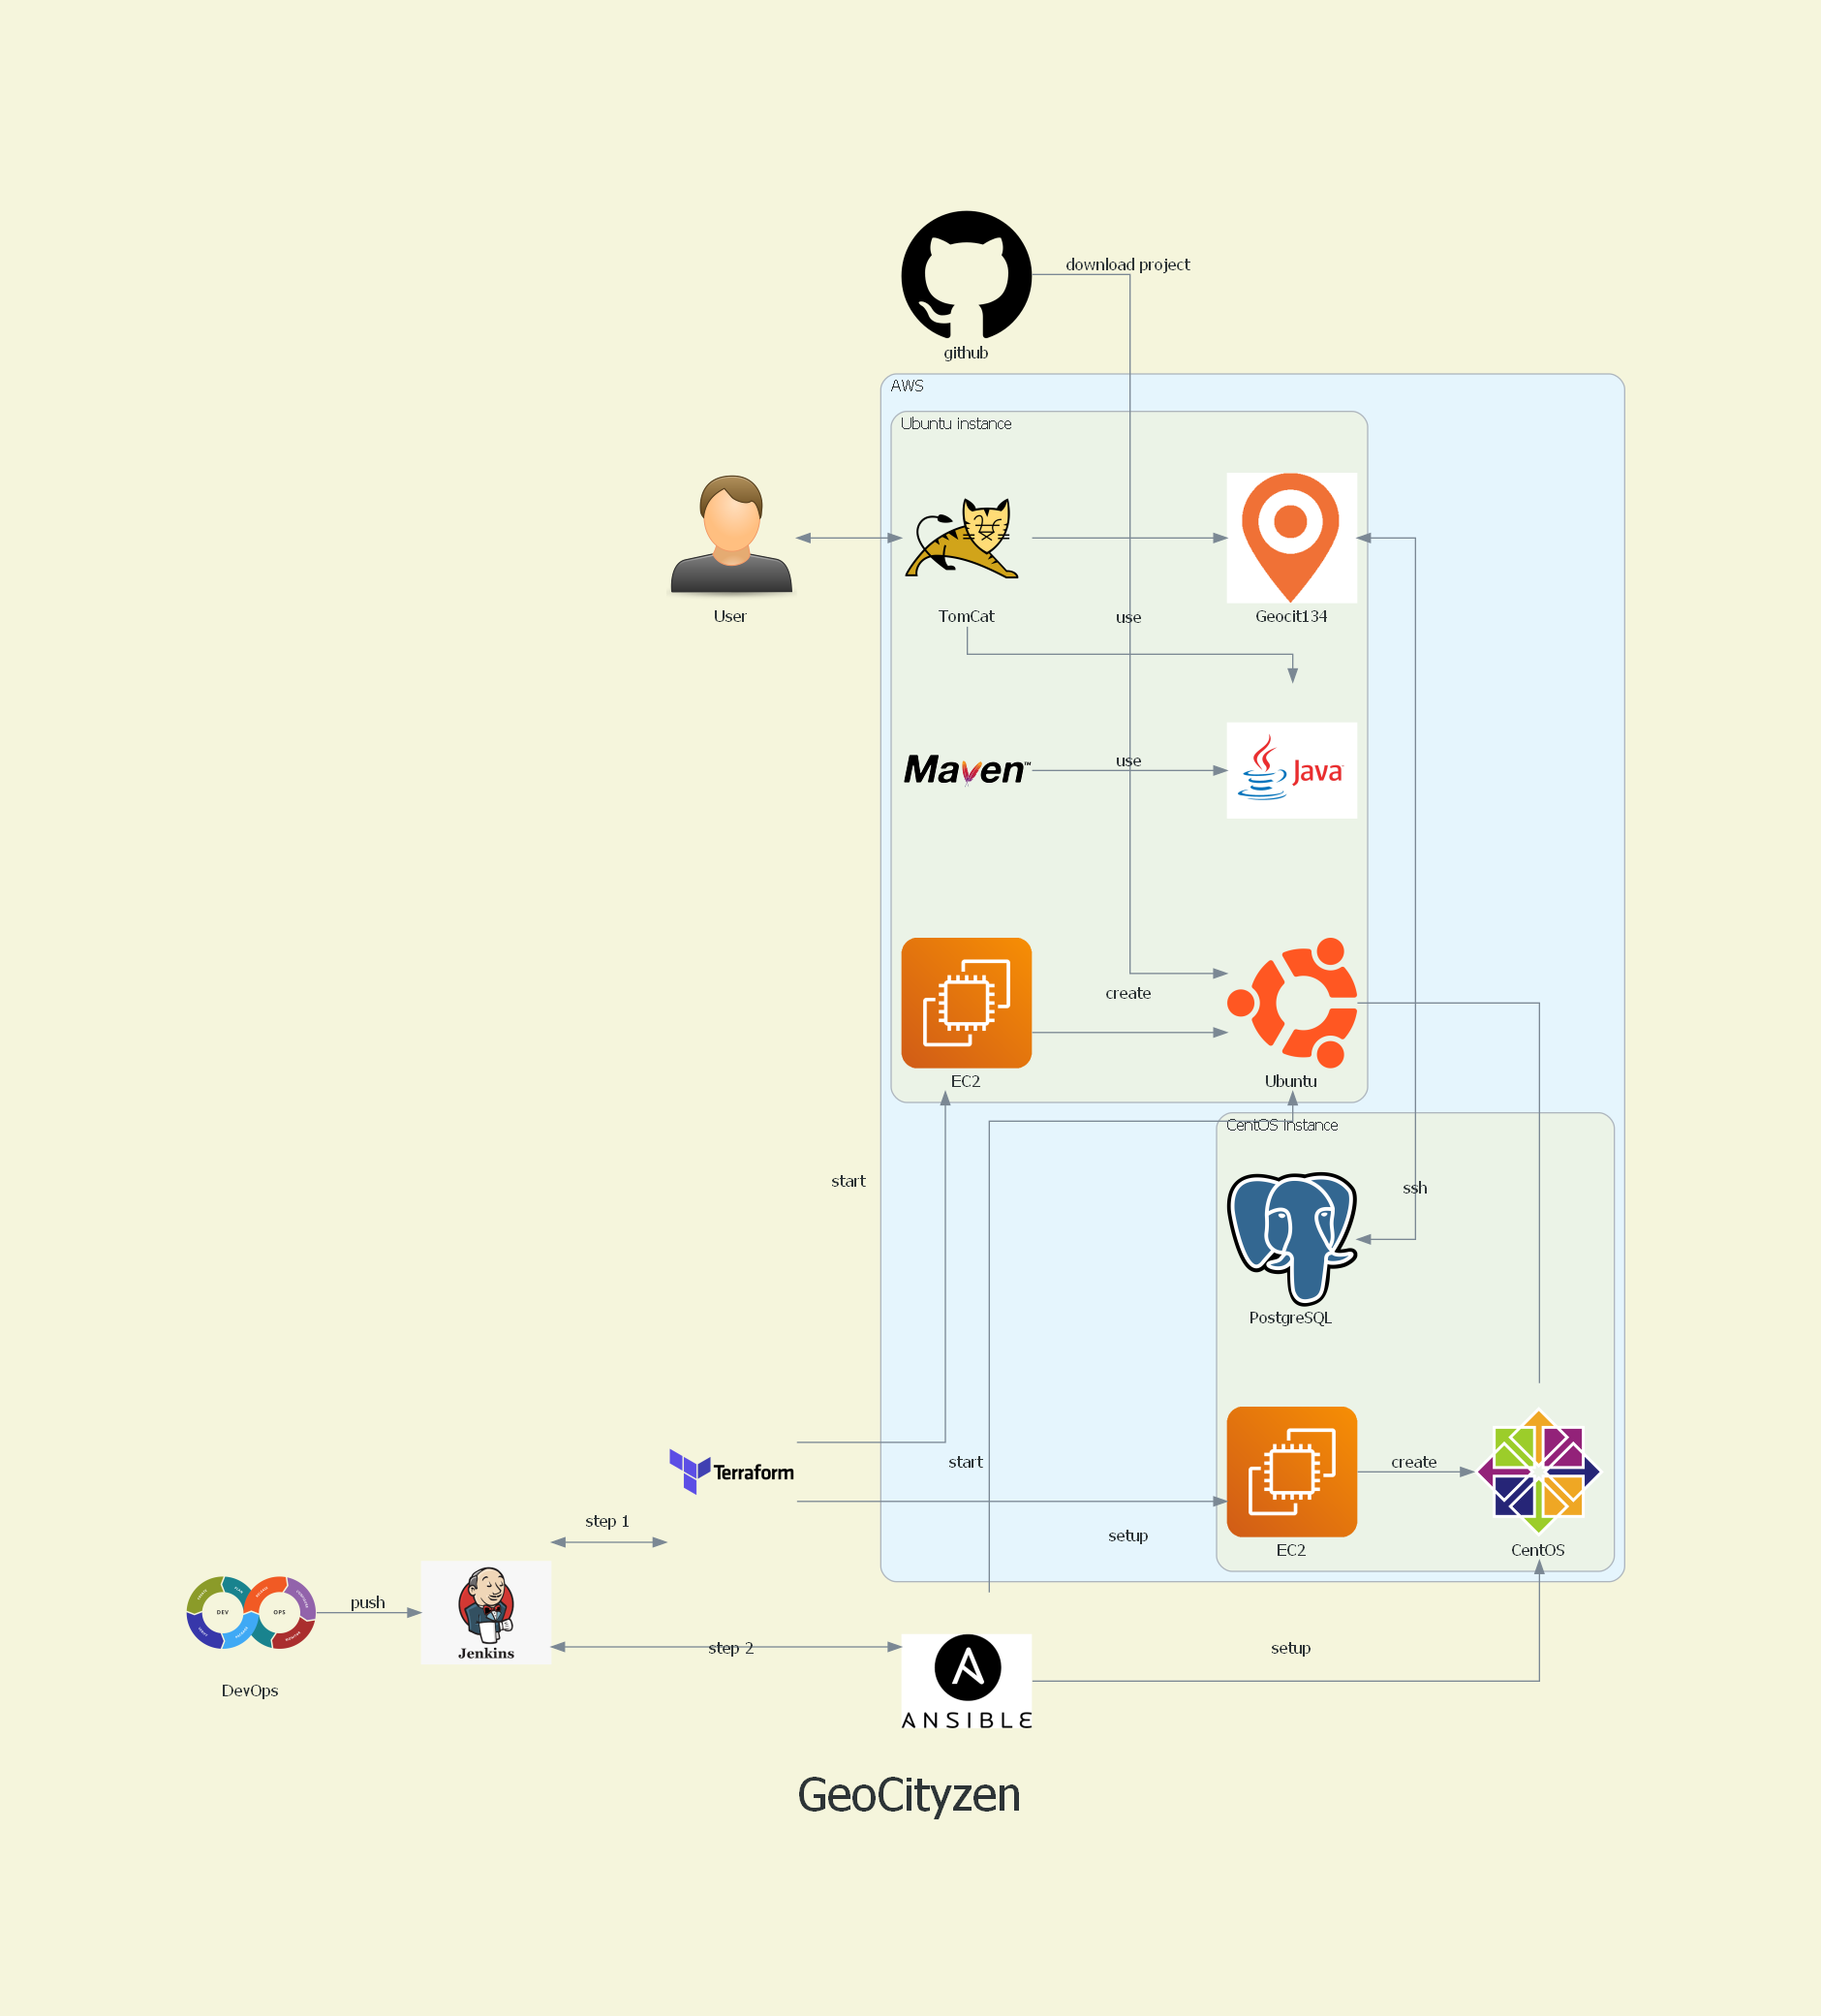 download project
github
AWS
Ubuntu instance
User
TomCat
use
Geocit134
Maven™
use
Java
create
EC2
Ubuntu
CentOS instance
start
ssh
PostgreSQL
Terraform
start
create
step 1
setup
EC2
CentOS
DEV
OPS
push
Jenkins
step 2
setup
DevOps
ANSIBLE
GeoCityzen